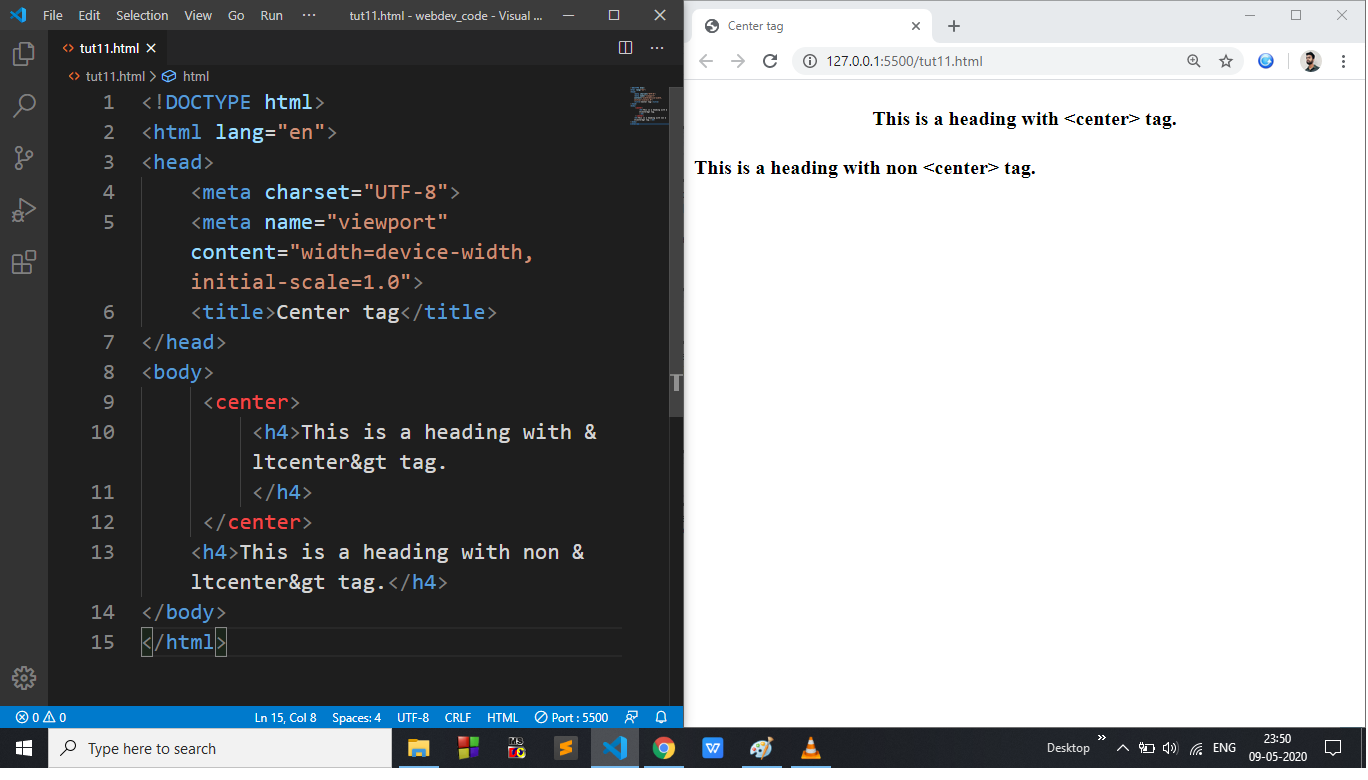 File Edit Selection View Go Run ··· tut11.html - webdev_code - Visual ...
tut11.html
tut11.html > html
1 <!DOCTYPE html>
2 <html lang="en">
3 <head>
4 <meta charset="UTF-8">
5 <meta name="viewport"
content="width=device-width,
initial-scale=1.0">
6 <title>Center tag</title>
7 </head>
8 <body>
9 <center>
10 <h4>This is a heading with &
ltcenter&gt tag.
11 </h4>
12 </center>
13 <h4>This is a heading with non &
ltcenter&gt tag.</h4>
14 </body>
15 </html>
0 0 Ln 15, Col 8 Spaces: 4 UTF-8 CRLF HTML Port : 5500
Center tag
127.0.0.1:5500/tut11.html
This is a heading with <center> tag.
This is a heading with non <center> tag.
Type here to search
Desktop ENG 23:50
09-05-2020